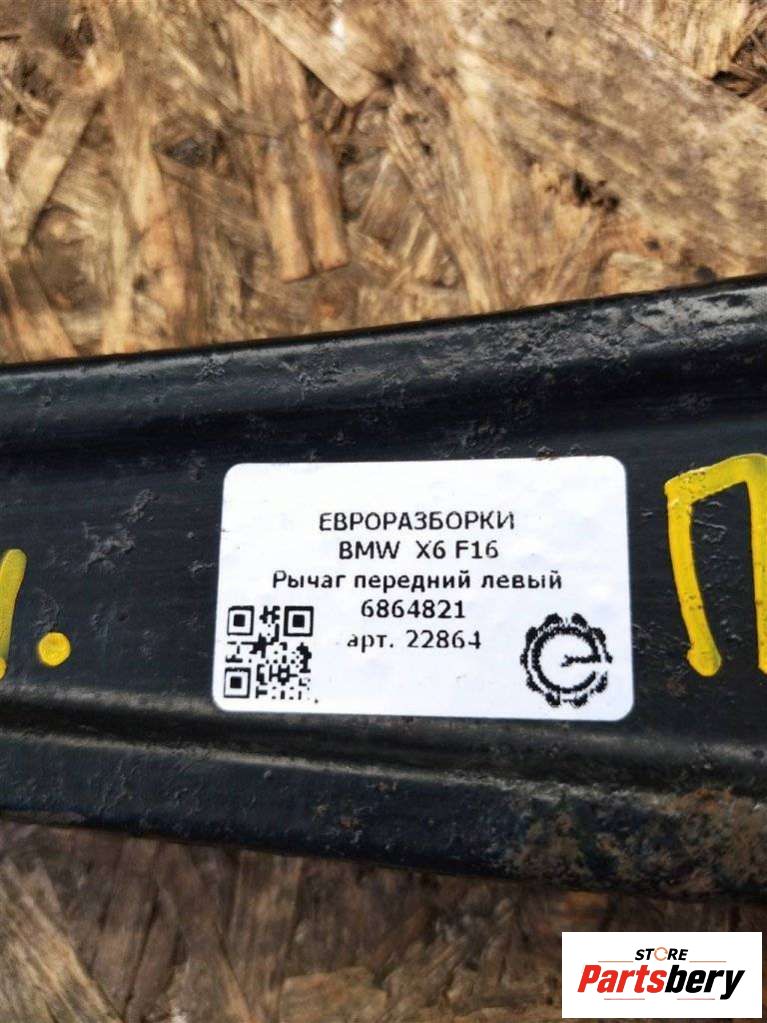 ЕВРОРАЗБОРКИ
BMW X6 F16
Рычаг передний левый
6864821
арт. 22864
П
STORE
Partsbery